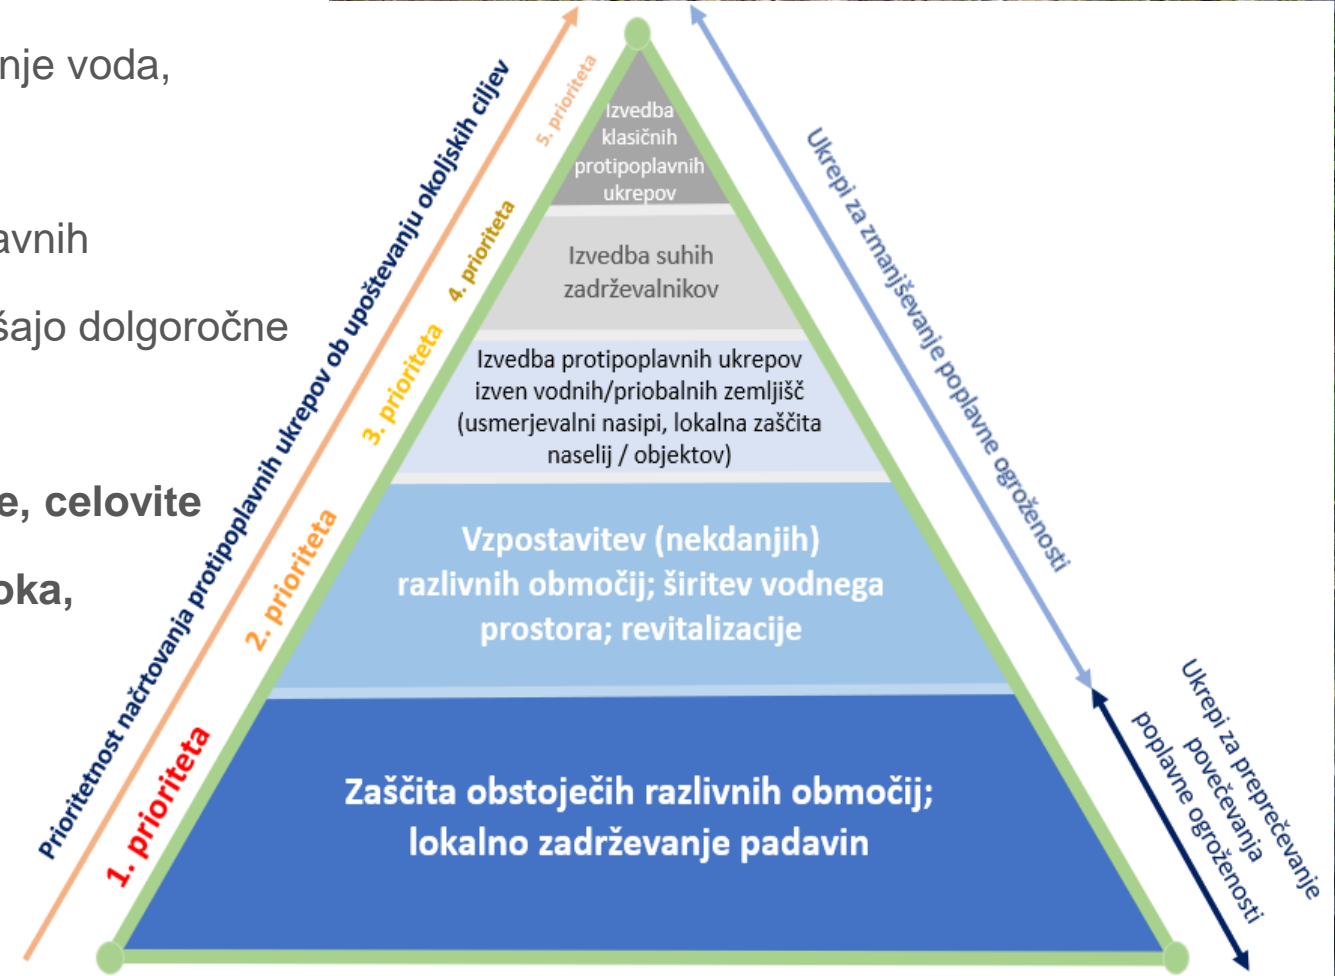 nje voda,
avnih
šajo dolgoročne
e, celovite
oka,
Prioritetnost načrtovanja protipoplavnih ukrepov ob upoštevanju okoljskih ciljev
5. prioriteta
4. prioriteta
3. prioriteta
2. prioriteta
1. prioriteta
Izvedba
klasičnih
protipoplavnih
ukrepov
Izvedba suhih
zadrževalnikov
Izvedba protipoplavnih ukrepov
izven vodnih/priobalnih zemljišč
(usmerjevalni nasipi, lokalna zaščita
naselij / objektov)
Vzpostavitev (nekdanjih)
razlivnih območij; širitev vodnega
prostora; revitalizacije
Zaščita obstoječih razlivnih območij;
lokalno zadrževanje padavin
Ukrepi za zmanjševanje poplavne ogroženosti
Ukrepi za preprečevanje
povečevanja
poplavne ogroženosti